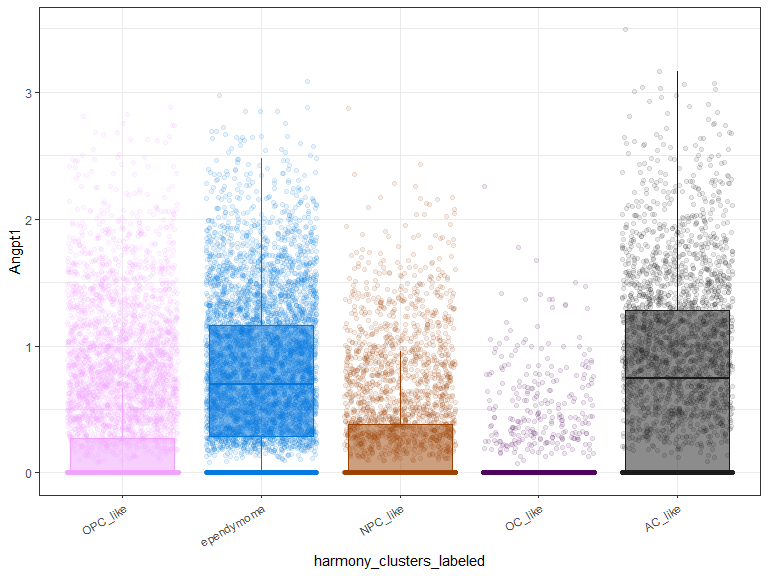 Angpt1
3
2
1
0
OPC_like
ependymoma
NPC_like
OC_like
AC_like
harmony_clusters_labeled